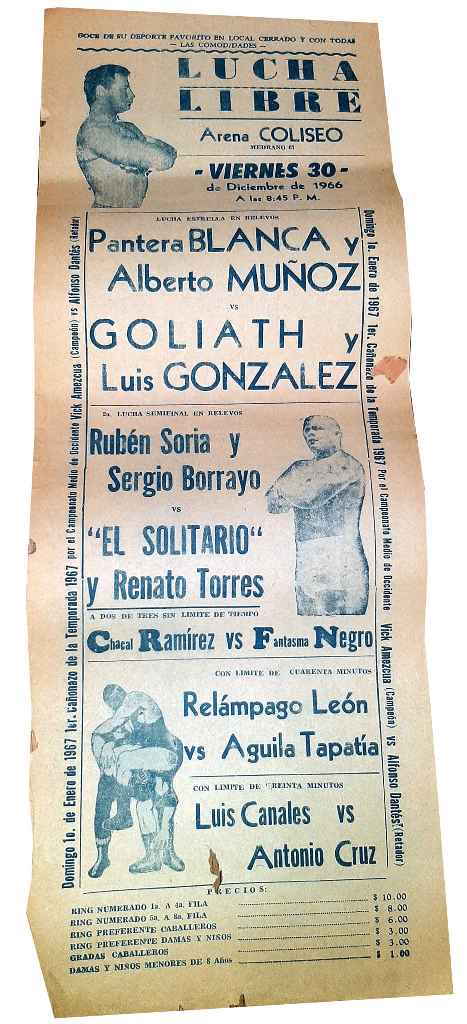 GOCE DE SU DEPORTE FAVORITO EN LOCAL CERRADO Y CON TODAS
- LAS COMODIDADES -
LUCHA
LIBRE
Arena COLISEO
MEDRANO 67
- VIERNES 30 -
de Diciembre de 1966
A las 8:45 P. M.
LUCHA ESTRELLA EN RELEVOS
Pantera BLANCA y
Alberto MUÑOZ
vs
GOLIATH y
Luis GONZALEZ
2a. LUCHA SEMIFINAL EN RELEVOS
Rubén Soria y
Sergio Borrayo
vs
"EL SOLITARIO"
y Renato Torres
A DOS DE TRES SIN LIMITE DE TIEMPO
Chacal Ramírez vs Fantasma Negro
CON LIMITE DE CUARENTA MINUTOS
Relámpago León
vs Aguila Tapatía
CON LIMITE DE TREINTA MINUTOS
Luis Canales vs
Antonio Cruz
Domingo 1o. de Enero de 1967 1er. Cañonazo de la Temporada 1967 por el Campeonato Medio de Occidente Vick Amezcua (Campeón) vs Alfonso Dantés (Retador)
Domingo 1o. Enero de 1967 1er. Cañonazo de la Temporada 1967 Por el Campeonato Medio de Occidente Vick Amezcua (Campeón) vs Alfonso Dantés (Retador)
PRECIOS:
RING NUMERADO 1a. A 4a. FILA $ 10.00
RING NUMERADO 5a. A 8a. FILA $ 8.00
RING PREFERENTE CABALLEROS $ 6.00
RING PREFERENTE DAMAS Y NIÑOS $ 3.00
GRADAS CABALLEROS $ 3.00
DAMAS Y NIÑOS MENORES DE 8 Años $ 1.00